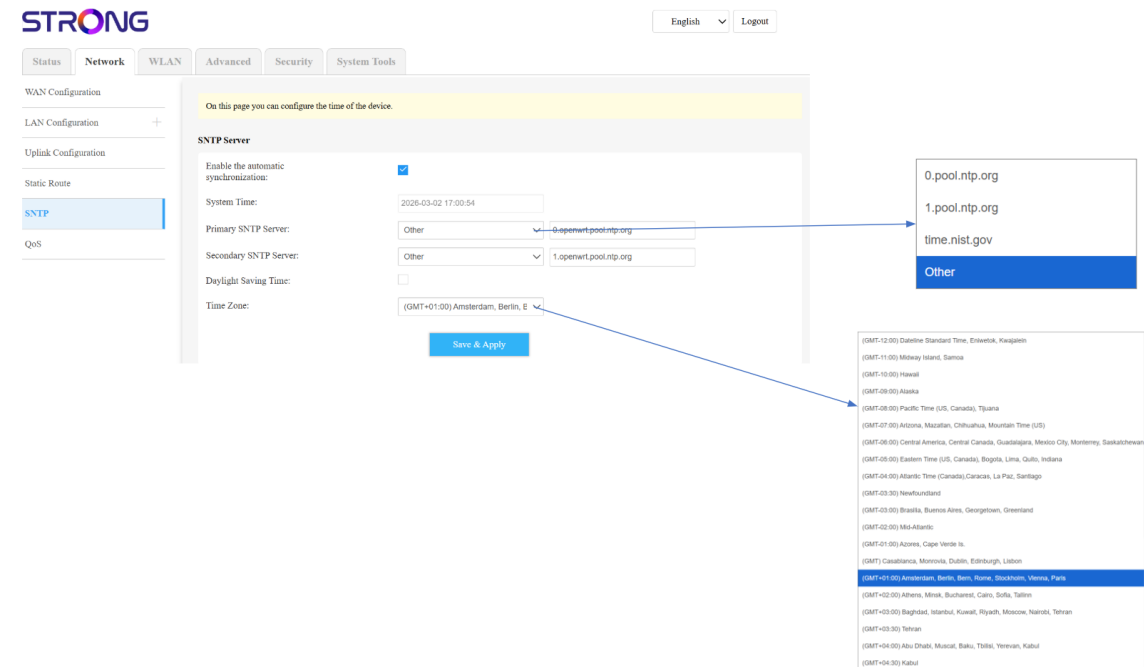 STRONG
English
Logout
Status
Network
WLAN
Advanced
Security
System Tools
WAN Configuration
LAN Configuration
Uplink Configuration
Static Route
SNTP
QoS
On this page you can configure the time of the device.
SNTP Server
Enable the automatic
synchronization:
System Time:
2026-03-02 17:00:54
Primary SNTP Server:
Other
0.openwrt.pool.ntp.org
Secondary SNTP Server:
Other
1.openwrt.pool.ntp.org
Daylight Saving Time:
Time Zone:
(GMT+01:00) Amsterdam, Berlin, B
Save & Apply
0.pool.ntp.org
1.pool.ntp.org
time.nist.gov
Other
(GMT-12:00) Dateline Standard Time, Eniwetok, Kwajalein
(GMT-11:00) Midway Island, Samoa
(GMT-10:00) Hawaii
(GMT-09:00) Alaska
(GMT-08:00) Pacific Time (US, Canada), Tijuana
(GMT-07:00) Arizona, Mazatlan, Chihuahua, Mountain Time (US)
(GMT-06:00) Central America, Central Canada, Guadalajara, Mexico City, Monterrey, Saskatchewan
(GMT-05:00) Eastern Time (US, Canada), Bogota, Lima, Quito, Indiana
(GMT-04:00) Atlantic Time (Canada),Caracas, La Paz, Santiago
(GMT-03:30) Newfoundland
(GMT-03:00) Brasilia, Buenos Aires, Georgetown, Greenland
(GMT-02:00) Mid-Atlantic
(GMT-01:00) Azores, Cape Verde Is.
(GMT) Casablanca, Monrovia, Dublin, Edinburgh, Lisbon
(GMT+01:00) Amsterdam, Berlin, Bern, Rome, Stockholm, Vienna, Paris
(GMT+02:00) Athens, Minsk, Bucharest, Cairo, Sofia, Tallinn
(GMT+03:00) Baghdad, Istanbul, Kuwait, Riyadh, Moscow, Nairobi, Tehran
(GMT+03:30) Tehran
(GMT+04:00) Abu Dhabi, Muscat, Baku, Tbilisi, Yerevan, Kabul
(GMT+04:30) Kabul